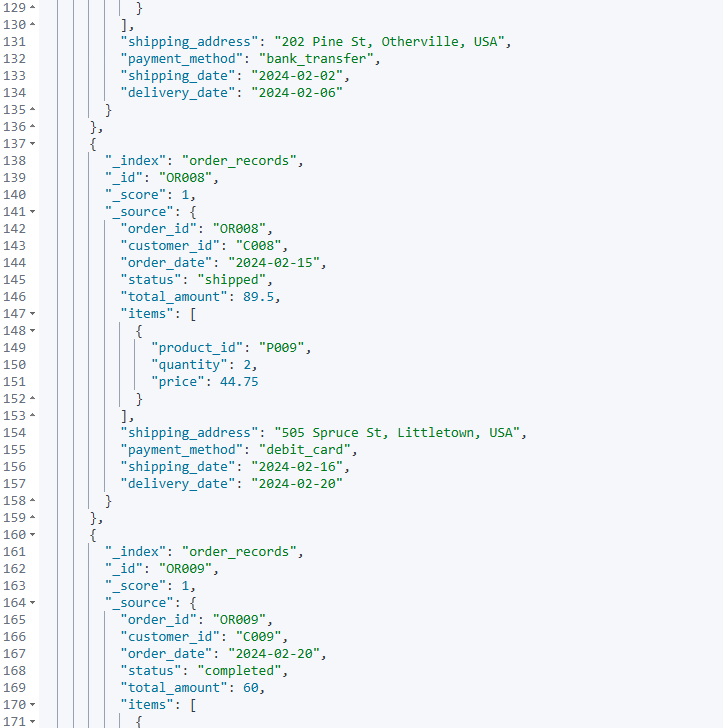 129 }
130 ],
131 "shipping_address": "202 Pine St, Otherville, USA",
132 "payment_method": "bank_transfer",
133 "shipping_date": "2024-02-02",
134 "delivery_date": "2024-02-06"
135 }
136 },
137 {
138 "_index": "order_records",
139 "_id": "OR008",
140 "_score": 1,
141 "_source": {
142 "order_id": "OR008",
143 "customer_id": "C008",
144 "order_date": "2024-02-15",
145 "status": "shipped",
146 "total_amount": 89.5,
147 "items": [
148 {
149 "product_id": "P009",
150 "quantity": 2,
151 "price": 44.75
152 }
153 ],
154 "shipping_address": "505 Spruce St, Littletown, USA",
155 "payment_method": "debit_card",
156 "shipping_date": "2024-02-16",
157 "delivery_date": "2024-02-20"
158 }
159 },
160 {
161 "_index": "order_records",
162 "_id": "OR009",
163 "_score": 1,
164 "_source": {
165 "order_id": "OR009",
166 "customer_id": "C009",
167 "order_date": "2024-02-20",
168 "status": "completed",
169 "total_amount": 60,
170 "items": [
171 {